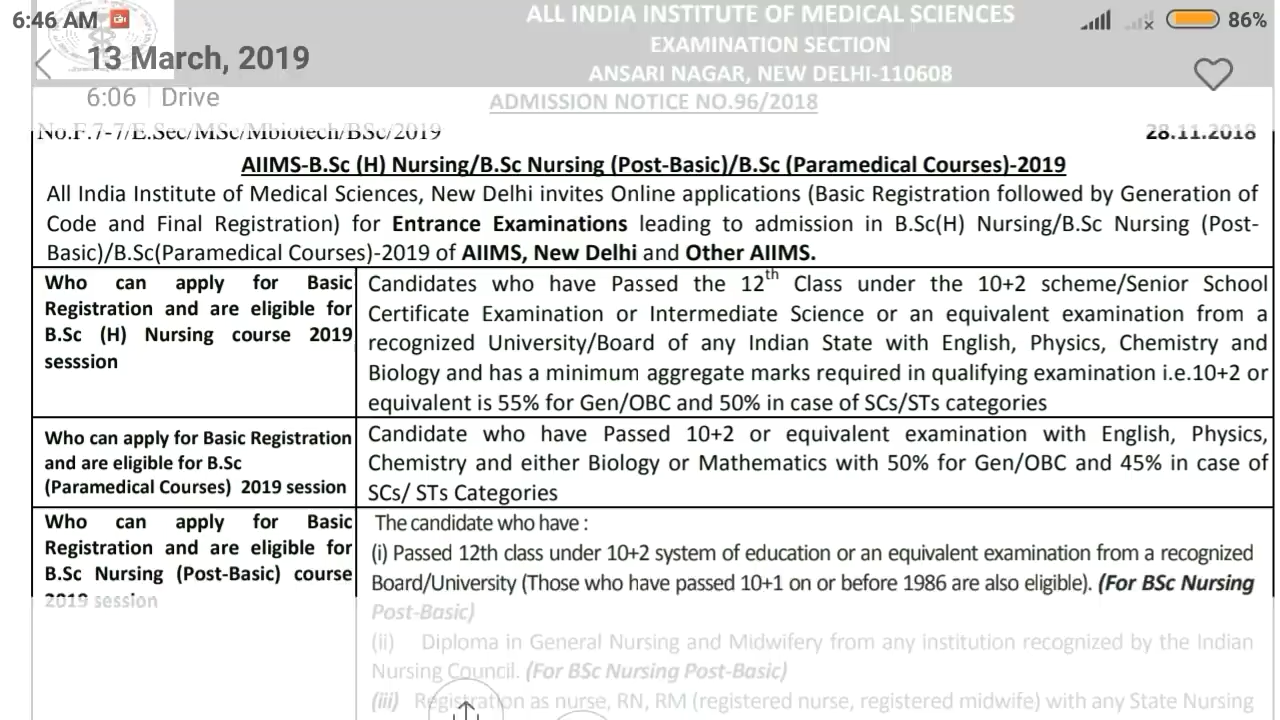 6:46 AM
86%
ALL INDIA INSTITUTE OF MEDICAL SCIENCES
EXAMINATION SECTION
13 March, 2019
ANSARI NAGAR, NEW DELHI-110608
6:06 | Drive
ADMISSION NOTICE NO.96/2018
No.F.7-7/E.Sec/MSc/Mbiotech/BSc/2019
28.11.2018
AIIMS-B.Sc (H) Nursing/B.Sc Nursing (Post-Basic)/B.Sc (Paramedical Courses)-2019
All India Institute of Medical Sciences, New Delhi invites Online applications (Basic Registration followed by Generation of
Code and Final Registration) for Entrance Examinations leading to admission in B.Sc(H) Nursing/B.Sc Nursing (Post-
Basic)/B.Sc(Paramedical Courses)-2019 of AIIMS, New Delhi and Other AIIMS.
Who can apply for Basic
Registration and are eligible for
B.Sc (H) Nursing course 2019
sesssion
Candidates who have Passed the 12th Class under the 10+2 scheme/Senior School
Certificate Examination or Intermediate Science or an equivalent examination from a
recognized University/Board of any Indian State with English, Physics, Chemistry and
Biology and has a minimum aggregate marks required in qualifying examination i.e.10+2 or
equivalent is 55% for Gen/OBC and 50% in case of SCs/STs categories
Who can apply for Basic Registration
and are eligible for B.Sc
(Paramedical Courses) 2019 session
Candidate who have Passed 10+2 or equivalent examination with English, Physics,
Chemistry and either Biology or Mathematics with 50% for Gen/OBC and 45% in case of
SCs/ STs Categories
Who can apply for Basic
Registration and are eligible for
B.Sc Nursing (Post-Basic) course
2019 session
The candidate who have :
(i) Passed 12th class under 10+2 system of education or an equivalent examination from a recognized
Board/University (Those who have passed 10+1 on or before 1986 are also eligible). (For BSc Nursing
Post-Basic)
(ii) Diploma in General Nursing and Midwifery from any institution recognized by the Indian
Nursing Council. (For BSc Nursing Post-Basic)
(iii) Registration as nurse, RN, RM (registered nurse, registered midwife) with any State Nursing